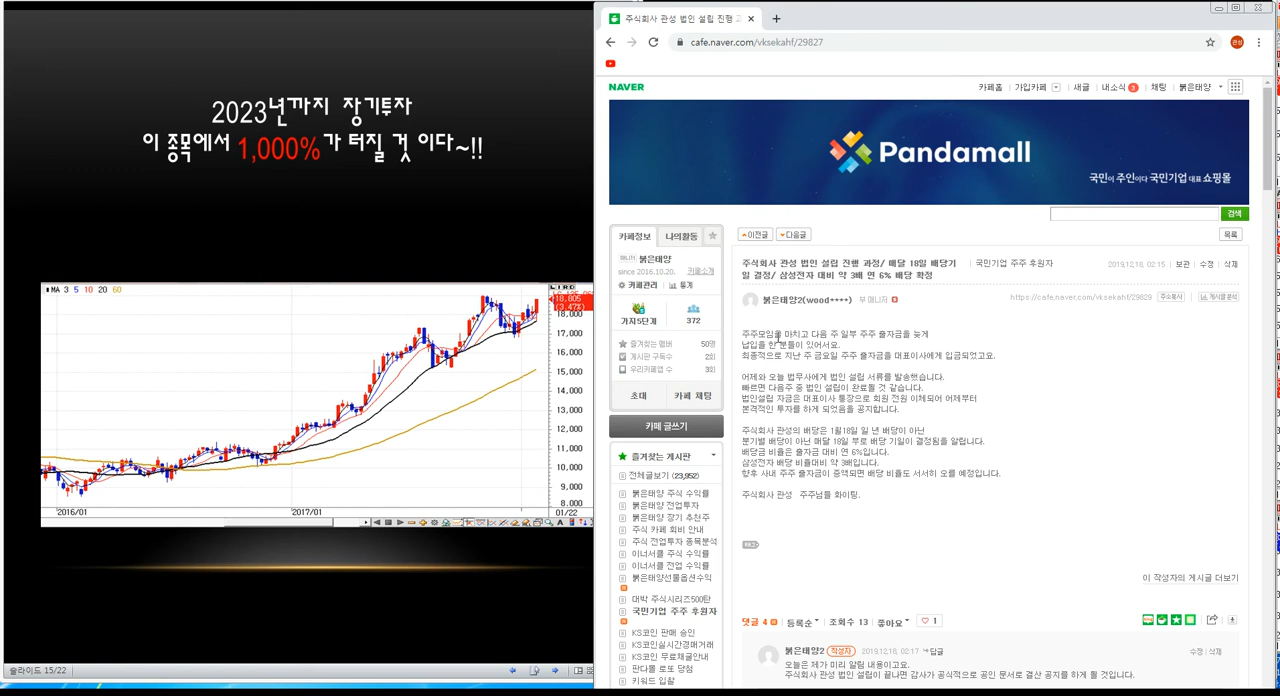 2023년까지 장기투자
이 종목에서 1,000%가 터질 것 이다~!!
MA 3 5 10 20 60
18,805
(3.47%)
18,000
17,000
16,000
15,000
14,000
13,000
12,000
11,000
10,000
9,000
8,000
2016/01
2017/01
01/22
슬라이드 15/22
주식회사 관성 법인 설립 진행
cafe.naver.com/vksekahf/29827
관성
NAVER
카페홈
가입카페
새글
내소식 3
채팅
붉은태양
Pandamall
국민이 주인이다 국민기업 대표 쇼핑몰
검색
카페정보
나의활동
이전글
다음글
목록
매니저 붉은태양
since 2016.10.20.
카페소개
카페관리
통계
가지5단계
372
즐겨찾는 멤버 50명
게시판 구독수 2회
우리카페앱 수 3회
초대
카페 채팅
카페 글쓰기
즐겨찾는 게시판
전체글보기 (23,952)
붉은태양 주식 수익률
붉은태양 전업투자
붉은태양 장기 추천주
주식 카페 회비 안내
주식 전업투자 종목분석
이너서클 주식 수익률
이너서클 전업 수익률
붉은태양선물옵션수익
대박 주식시리즈500탄
국민기업 주주 후원자
KS코인 판매 승인
KS코인실시간경매거래
KS코인 무료채굴안내
판다볼 로또 당첨
키워드 입찰
주식회사 관성 법인 설립 진행 과정/ 매달 18일 배당기
일 결정/ 삼성전자 대비 약 3배 연 6% 배당 확정
국민기업 주주 후원자
2019.12.18. 02:15
보관
수정
삭제
붉은태양2(wood****)
부매니저
https://cafe.naver.com/vksekahf/29829
주소복사
게시글분석
주주모임을 마치고 다음 주 일부 주주 출자금을 늦게
납입을 한 분들이 있어서요.
최종적으로 지난 주 금요일 주주 출자금을 대표이사에게 입금되었고요.
어제와 오늘 법무사에게 법인 설립 서류를 발송했습니다.
빠르면 다음주 중 법인 설립이 완료될 것 같습니다.
법인설립 자금은 대표이사 통장으로 회원 전원 이체되어 어제부터
본격적인 투자를 하게 되었음을 공지합니다.
주식회사 관성의 배당은 1월18일 일 년 배당이 아닌
분기별 배당이 아닌 매달 18일 부로 배당 기일이 결정됨을 알립니다.
배당금 비율은 출자금 대비 연 6%입니다.
삼성전자 배당 비율대비 약 3배입니다.
향후 사내 주주 출자금이 증액되면 배당 비율도 서서히 오를 예정입니다.
주식회사 관성 주주님들 화이팅.
태그
이 작성자의 게시글 더보기
댓글 4
등록순
조회수 13
좋아요
1
붉은태양2
작성자
2019.12.18. 02:17
답글
수정
삭제
오늘은 제가 미리 알림 내용이고요.
주식회사 관성 법인 설립이 끝나면 감사가 공식적으로 공인 문서로 결산 공지를 하게 될 것입니다.